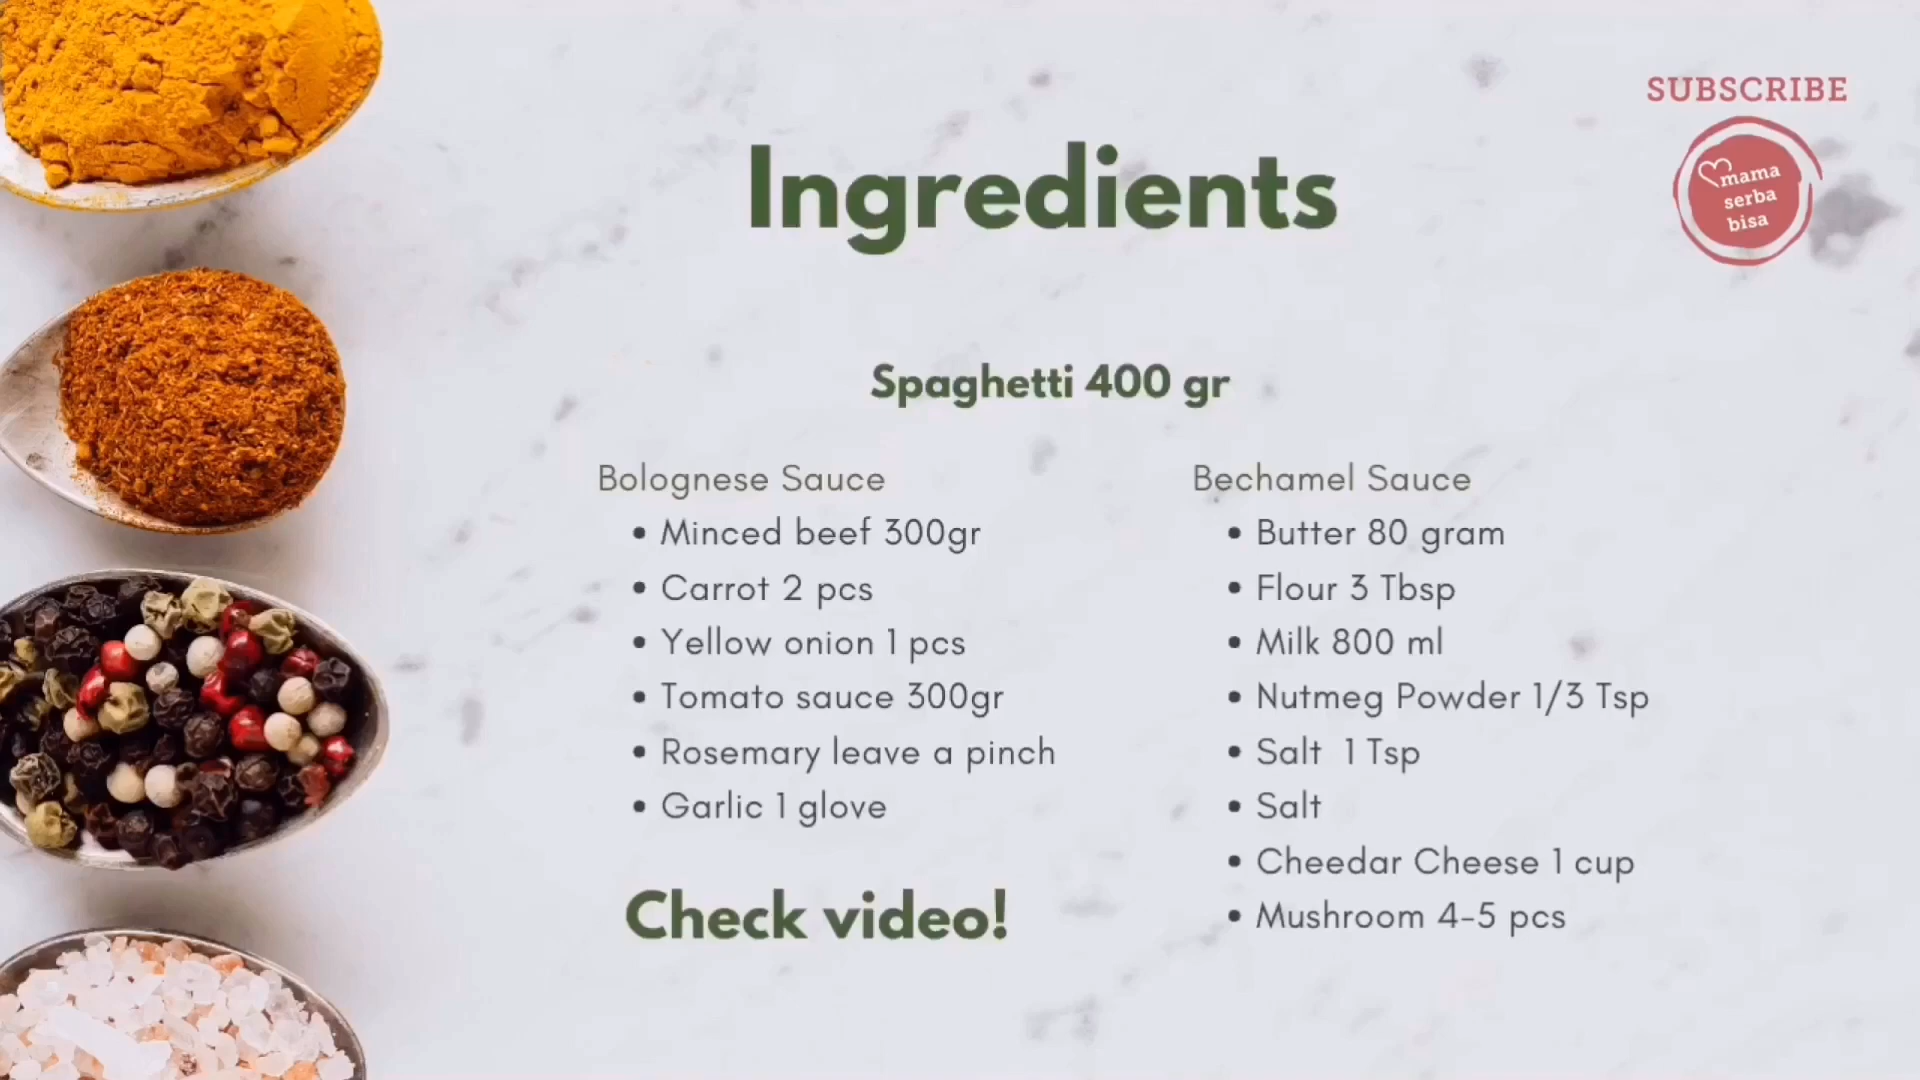 SUBSCRIBE
mama
serba
bisa
Ingredients
Spaghetti 400 gr
Bolognese Sauce
• Minced beef 300gr
• Carrot 2 pcs
• Yellow onion 1 pcs
• Tomato sauce 300gr
• Rosemary leave a pinch
• Garlic 1 glove
Check video!
Bechamel Sauce
• Butter 80 gram
• Flour 3 Tbsp
• Milk 800 ml
• Nutmeg Powder 1/3 Tsp
• Salt  1 Tsp
• Salt
• Cheedar Cheese 1 cup
• Mushroom 4-5 pcs